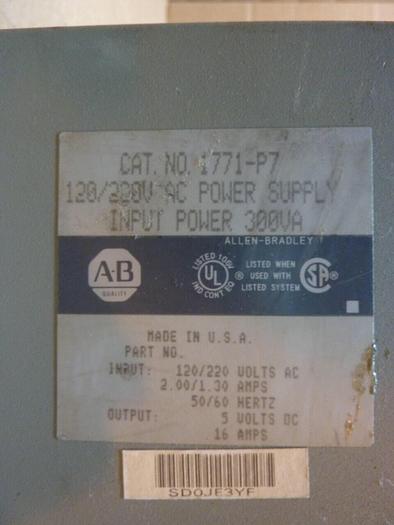 CAT. NO. 1771-P7
120/220V AC POWER SUPPLY
INPUT POWER 300VA
ALLEN-BRADLEY
AB
QUALITY
LISTED 100V
UL
IND CONT EQ
®
LISTED WHEN
USED WITH
LISTED SYSTEM
SA
®
MADE IN U.S.A.
PART NO.
INPUT: 120/220 VOLTS AC
2.00/1.30 AMPS
50/60 HERTZ
OUTPUT: 5 VOLTS DC
16 AMPS
SD0JE3YF